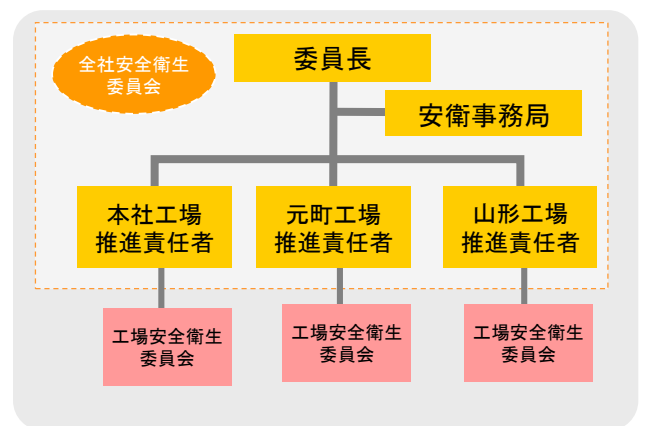 全社安全衛生
委員会
委員長
安衛事務局
本社工場
推進責任者
元町工場
推進責任者
山形工場
推進責任者
工場安全衛生
委員会
工場安全衛生
委員会
工場安全衛生
委員会